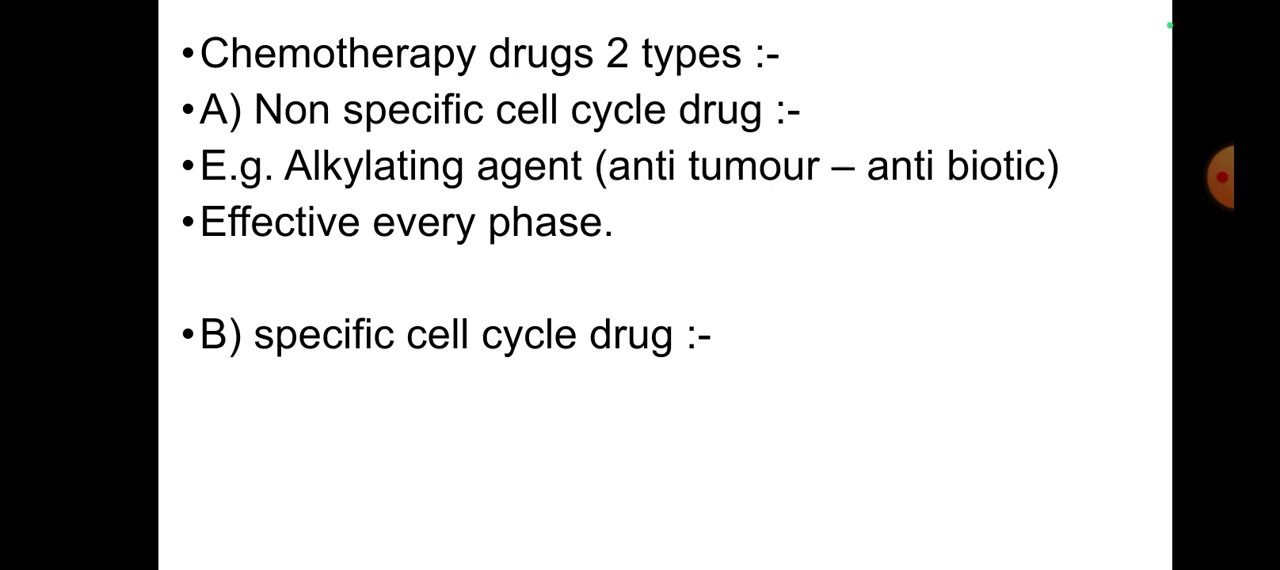 •Chemotherapy drugs 2 types :-
•A) Non specific cell cycle drug :-
•E.g. Alkylating agent (anti tumour – anti biotic)
•Effective every phase.
•B) specific cell cycle drug :-